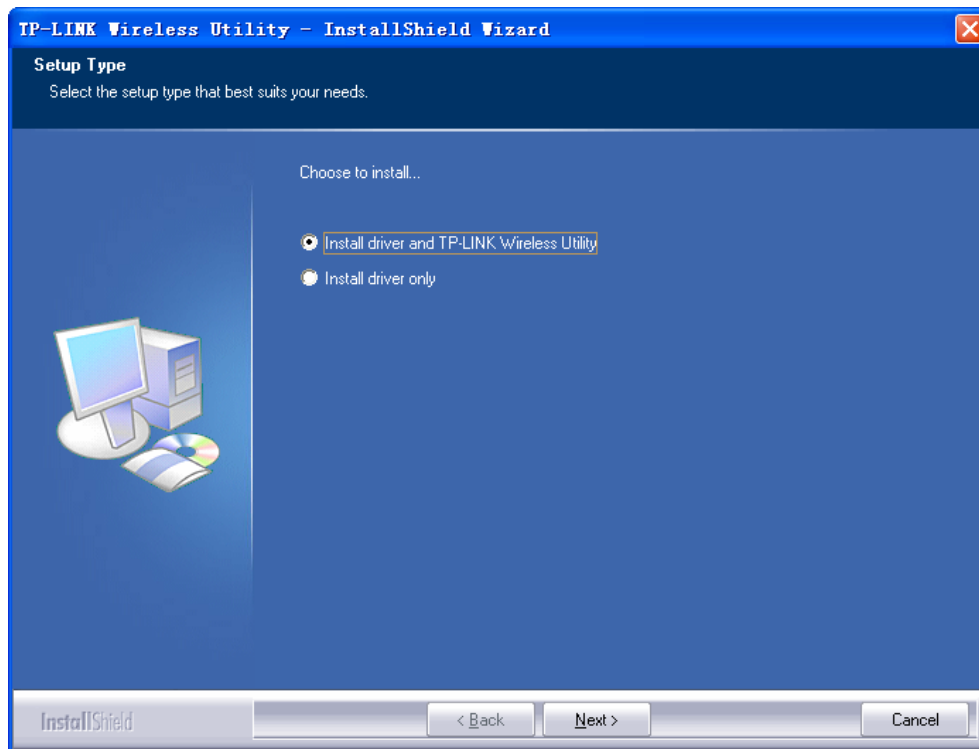 TP-LINK Wireless Utility - InstallShield Wizard
Setup Type
Select the setup type that best suits your needs.
Choose to install...
Install driver and TP-LINK Wireless Utility
Install driver only
InstallShield
< Back
Next >
Cancel